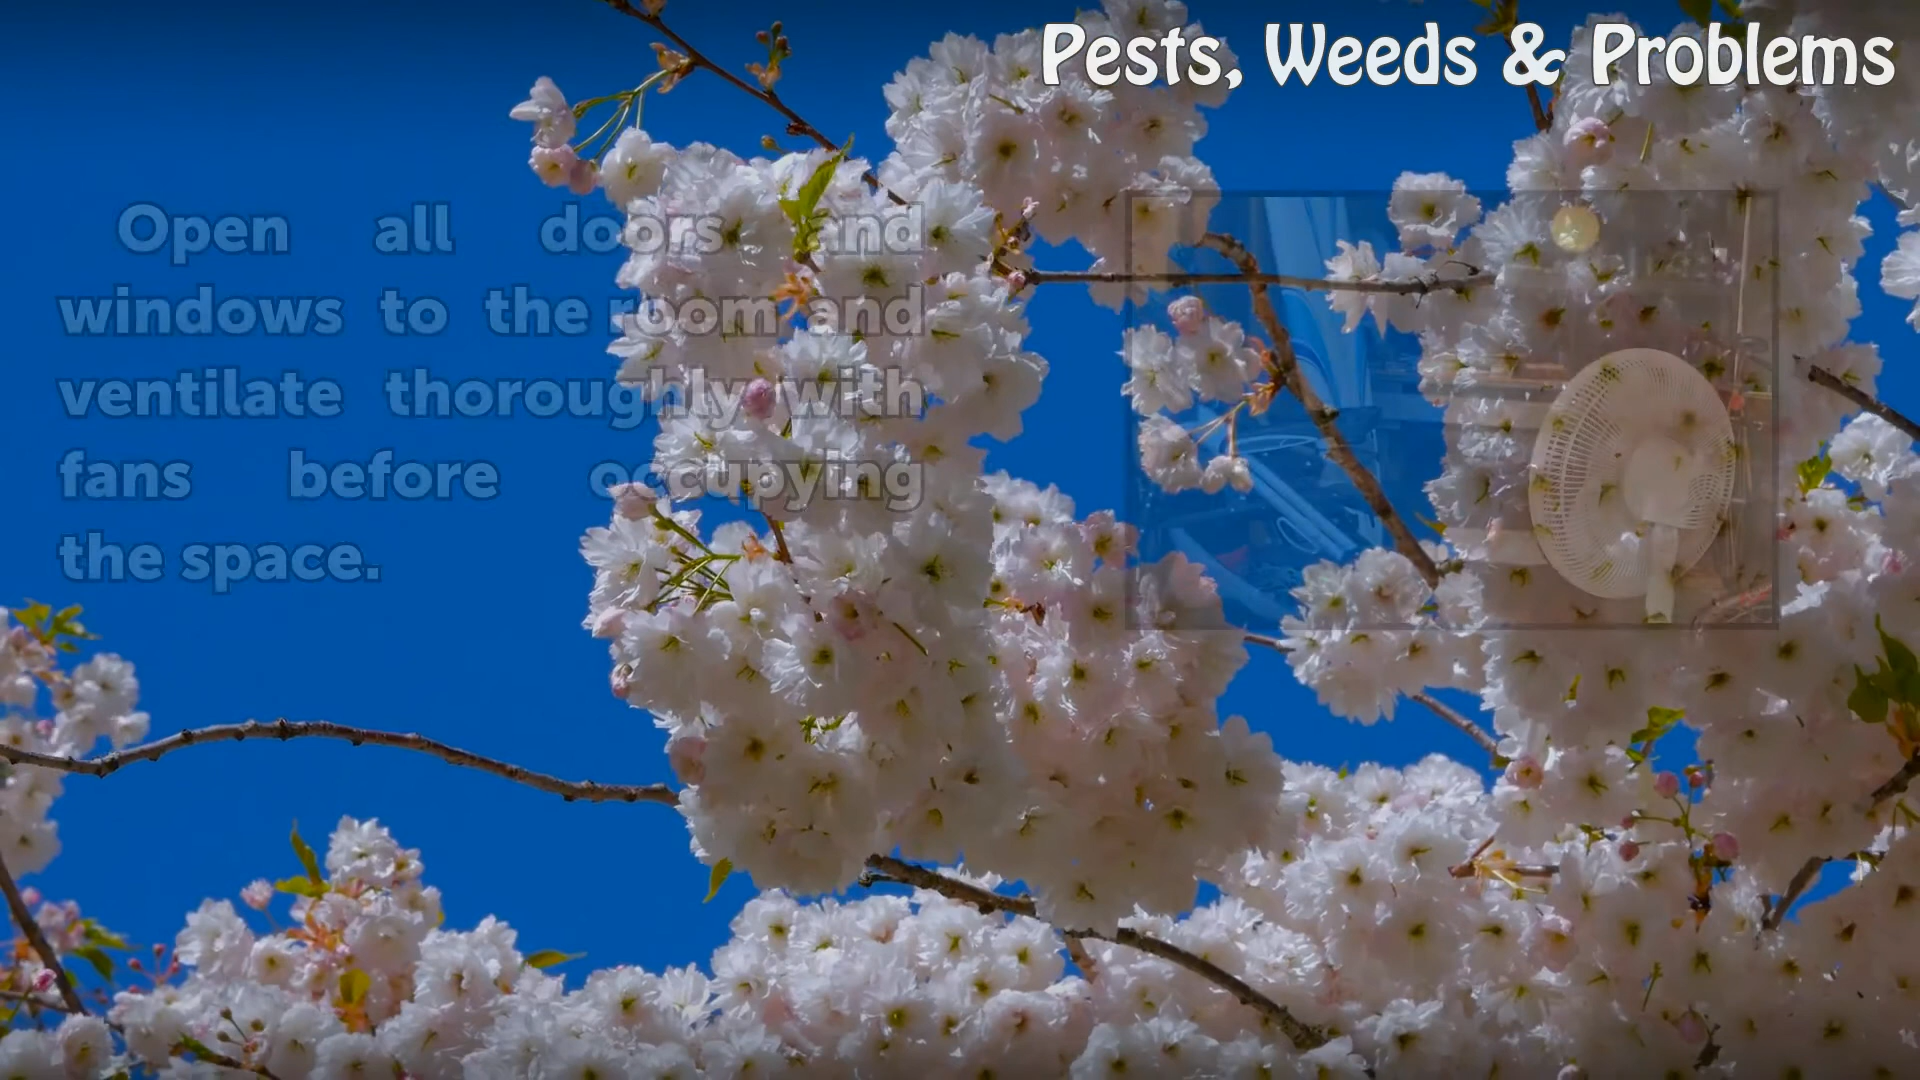 Pests, Weeds & Problems
Open all doors and
windows to the room and
ventilate thoroughly with
fans before occupying
the space.